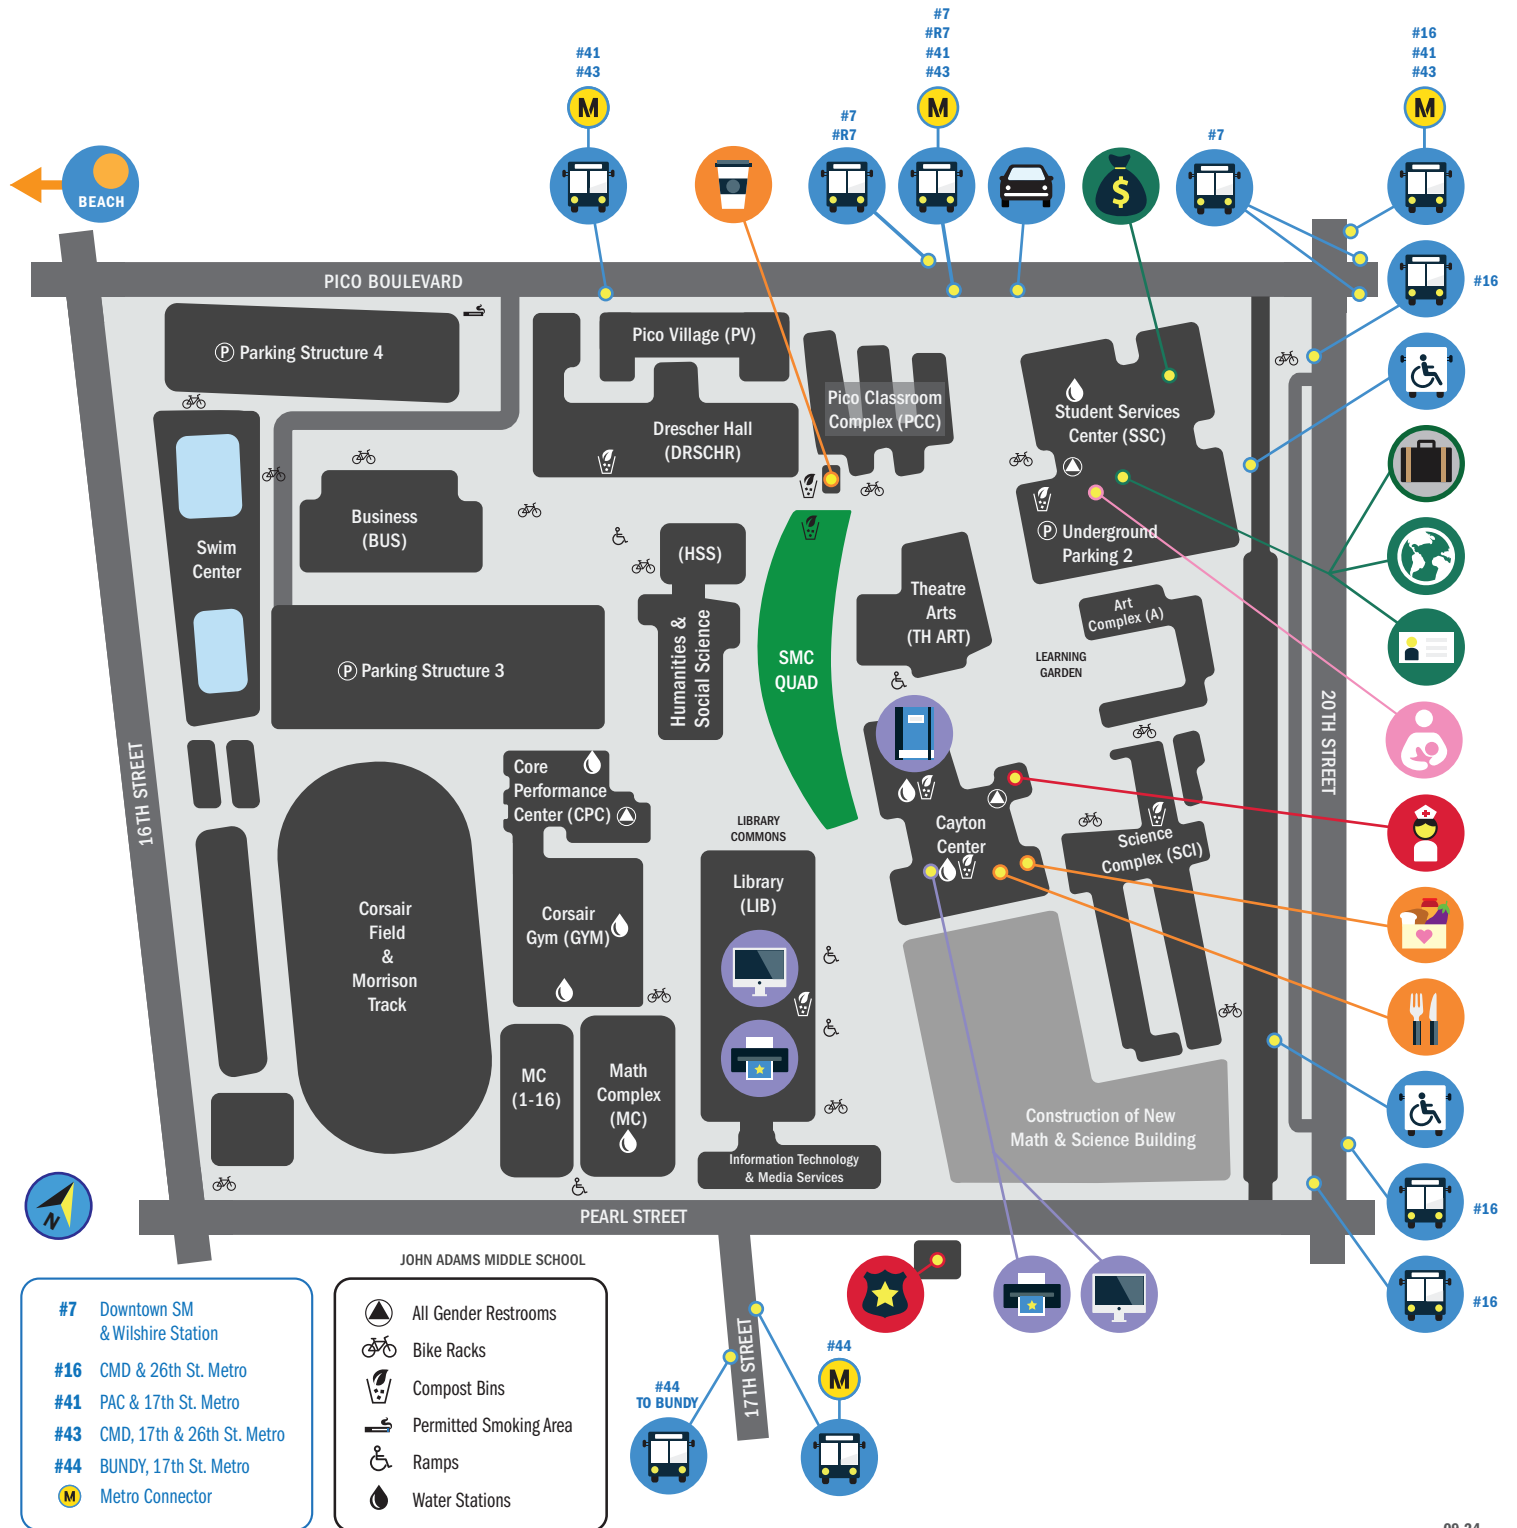 #7
#R7
#41
#43
#41
#43
#16
#41
#43
M
M
M
#7
#R7
#7
BEACH
$
#16
PICO BOULEVARD
P Parking Structure 4
Pico Village (PV)
Pico Classroom
Complex (PCC)
Drescher Hall
(DRSCHR)
Student Services
Center (SSC)
Business
(BUS)
Swim
Center
(HSS)
P Underground
Parking 2
Theatre
Arts
(TH ART)
Art
Complex (A)
Humanities &
Social Science
SMC
QUAD
LEARNING
GARDEN
P Parking Structure 3
16TH STREET
20TH STREET
Core
Performance
Center (CPC)
LIBRARY
COMMONS
Cayton
Center
Science
Complex (SCI)
Library
(LIB)
Corsair
Field
&
Morrison
Track
Corsair
Gym (GYM)
MC
(1-16)
Math
Complex
(MC)
Construction of New
Math & Science Building
Information Technology
& Media Services
N
PEARL STREET
#16
JOHN ADAMS MIDDLE SCHOOL
#16
17TH STREET
#44
M
#44
TO BUNDY
#7 Downtown SM
& Wilshire Station
#16 CMD & 26th St. Metro
#41 PAC & 17th St. Metro
#43 CMD, 17th & 26th St. Metro
#44 BUNDY, 17th St. Metro
M Metro Connector
All Gender Restrooms
Bike Racks
Compost Bins
Permitted Smoking Area
Ramps
Water Stations